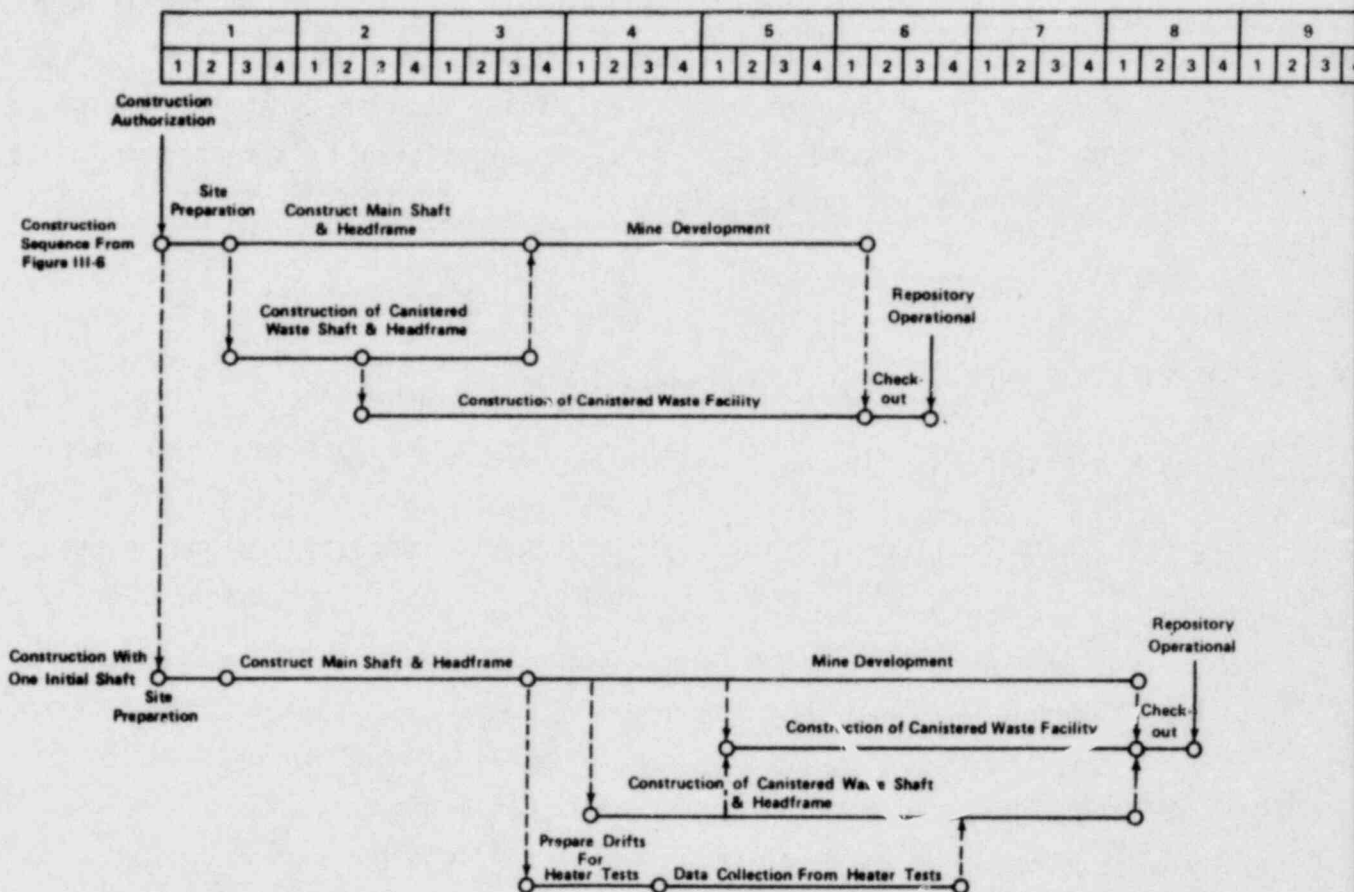 1 2 3 4 5 6 7 8 9
1 2 3 4 1 2 2 4 1 2 3 3 4 1 2 3 4 1 2 3 4 1 2 3 4 1 2 3 4 1 2 3 4 1 2 3
Construction
Authorization
Site
Preparation
Construct Main Shaft
& Headframe
Mine Development
Construction
Sequence From
Figure III-6
Construction of Canistered
Waste Shaft & Headframe
Repository
Operational
Construction of Canistered Waste Facility
Check-
out
Construction With
One Initial Shaft
Site
Preparation
Construct Main Shaft & Headframe
Mine Development
Repository
Operational
Construction of Canistered Waste Facility
Check-
out
Construction of Canistered Waste Shaft
& Headframe
Prepare Drifts
For
Heater Tests
Data Collection From Heater Tests